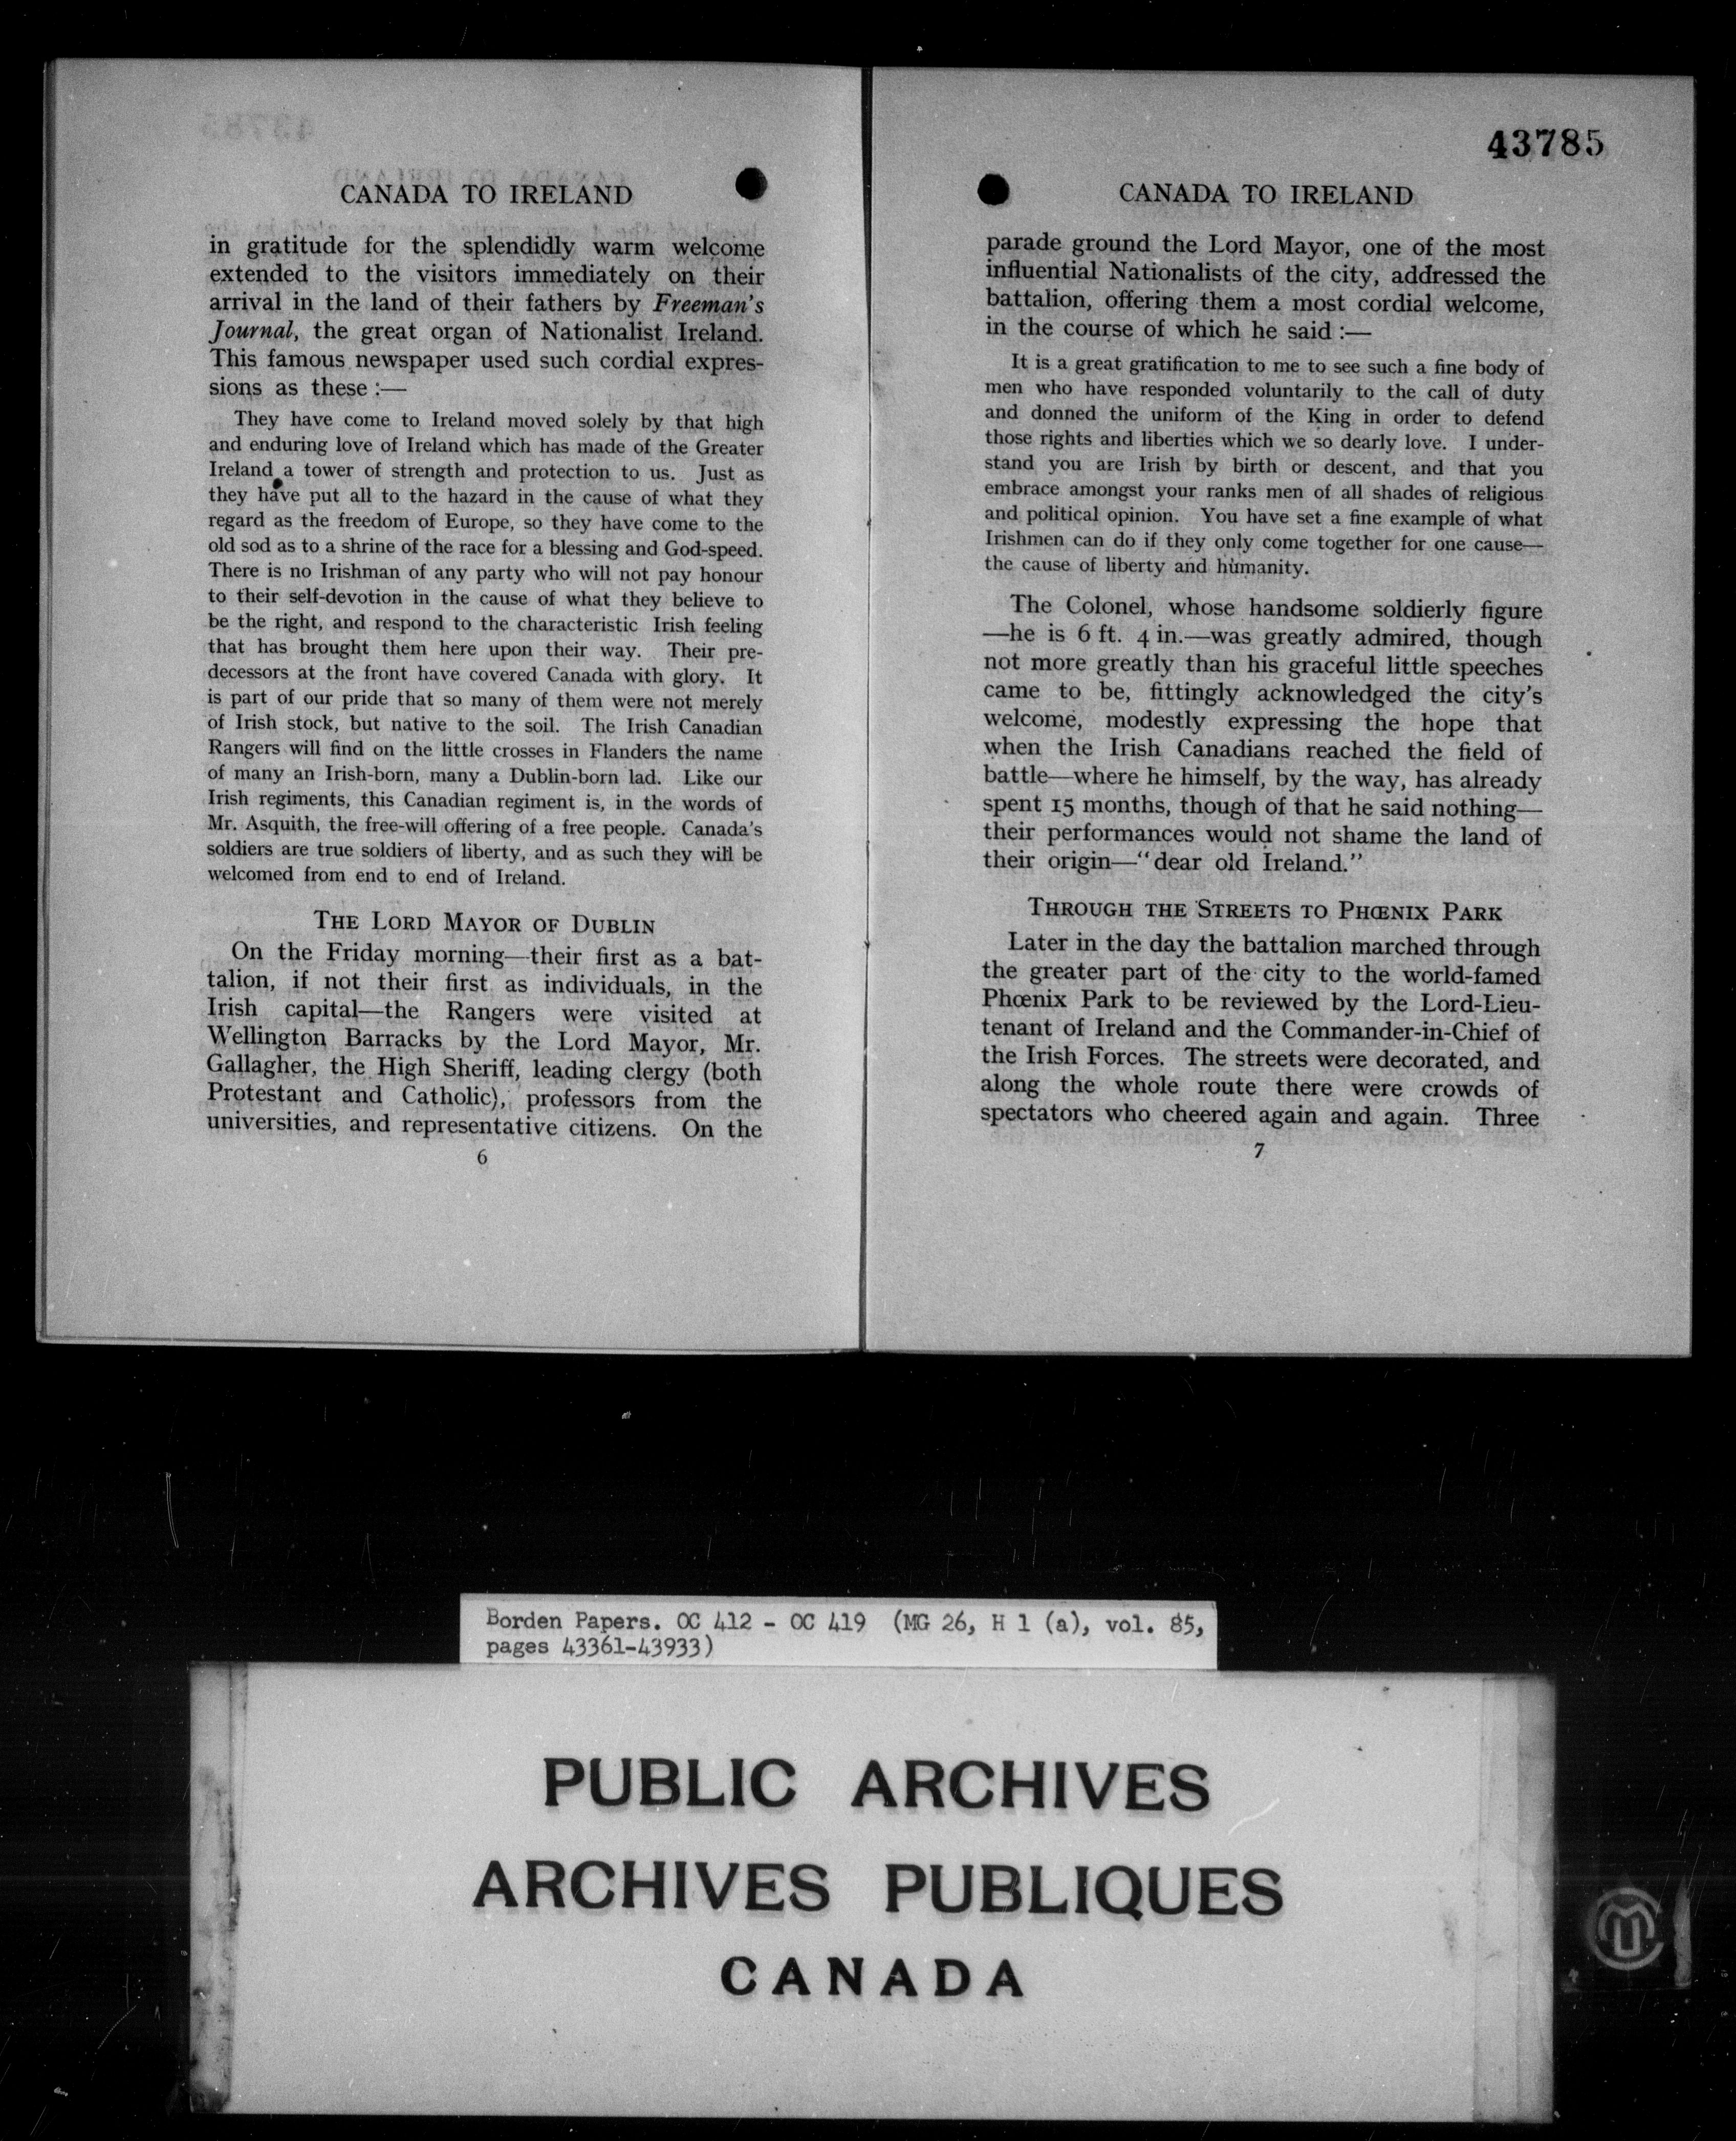 CANADA TO IRELAND
in gratitude for the splendidly warm welcome
extended to the visitors immediately on their
arrival in the land of their fathers by Freeman's
Journal, the great organ of Nationalist Ireland.
This famous newspaper used such cordial expres-
sions as these :—
They have come to Ireland moved solely by that high
and enduring love of Ireland which has made of the Greater
Ireland a tower of strength and protection to us. Just as
they have put all to the hazard in the cause of what they
regard as the freedom of Europe, so they have come to the
old sod as to a shrine of the race for a blessing and God-speed.
There is no Irishman of any party who will not pay honour
to their self-devotion in the cause of what they believe to
be the right, and respond to the characteristic Irish feeling
that has brought them here upon their way. Their pre-
decessors at the front have covered Canada with glory. It
is part of our pride that so many of them were not merely
of Irish stock, but native to the soil. The Irish Canadian
Rangers will find on the little crosses in Flanders the name
of many an Irish-born, many a Dublin-born lad. Like our
Irish regiments, this Canadian regiment is, in the words of
Mr. Asquith, the free-will offering of a free people. Canada's
soldiers are true soldiers of liberty, and as such they will be
welcomed from end to end of Ireland.
THE LORD MAYOR OF DUBLIN
On the Friday morning—their first as a bat-
talion, if not their first as individuals, in the
Irish capital—the Rangers were visited at
Wellington Barracks by the Lord Mayor, Mr.
Gallagher, the High Sheriff, leading clergy (both
Protestant and Catholic), professors from the
universities, and representative citizens. On the
6
43785
CANADA TO IRELAND
parade ground the Lord Mayor, one of the most
influential Nationalists of the city, addressed the
battalion, offering them a most cordial welcome,
in the course of which he said :—
It is a great gratification to me to see such a fine body of
men who have responded voluntarily to the call of duty
and donned the uniform of the King in order to defend
those rights and liberties which we so dearly love. I under-
stand you are Irish by birth or descent, and that you
embrace amongst your ranks men of all shades of religious
and political opinion. You have set a fine example of what
Irishmen can do if they only come together for one cause—
the cause of liberty and humanity.
The Colonel, whose handsome soldierly figure
—he is 6 ft. 4 in.—was greatly admired, though
not more greatly than his graceful little speeches
came to be, fittingly acknowledged the city's
welcome, modestly expressing the hope that
when the Irish Canadians reached the field of
battle—where he himself, by the way, has already
spent 15 months, though of that he said nothing—
their performances would not shame the land of
their origin—"dear old Ireland."
THROUGH THE STREETS TO PHŒNIX PARK
Later in the day the battalion marched through
the greater part of the city to the world-famed
Phœnix Park to be reviewed by the Lord-Lieu-
tenant of Ireland and the Commander-in-Chief of
the Irish Forces. The streets were decorated, and
along the whole route there were crowds of
spectators who cheered again and again. Three
7
Borden Papers. OC 412 - OC 419 (MG 26, H 1 (a), vol. 85,
pages 43361-43933)
PUBLIC ARCHIVES
ARCHIVES PUBLIQUES
CANADA